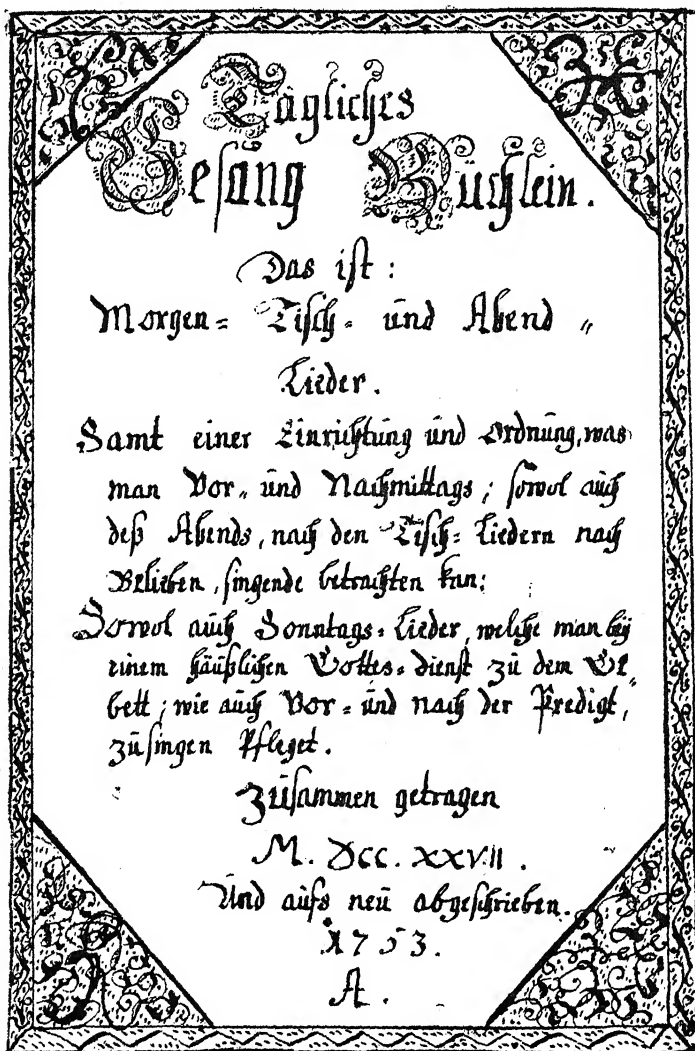 Tägliches
Gesang Büchlein.
Das ist:
Morgen= Tisch= und Abend "
Lieder.
Samt einer Einrichtung und Ordnung, was
man Vor„ und Nachmittags; sowol auch
deß Abends, nach den Tisch= Liedern nach
Belieben, singende betrachten kan:
Sowol auch Sonntags= Lieder, welche man bey
einem häußlichen Gottes= dienst zu dem Ge"
bett; wie auch Vor= und nach der Predigt,
zusingen Pfleget.
Zusammen getragen
M. DCC. XXVII.
Und aufs neu abgeschrieben.
1753.
A.